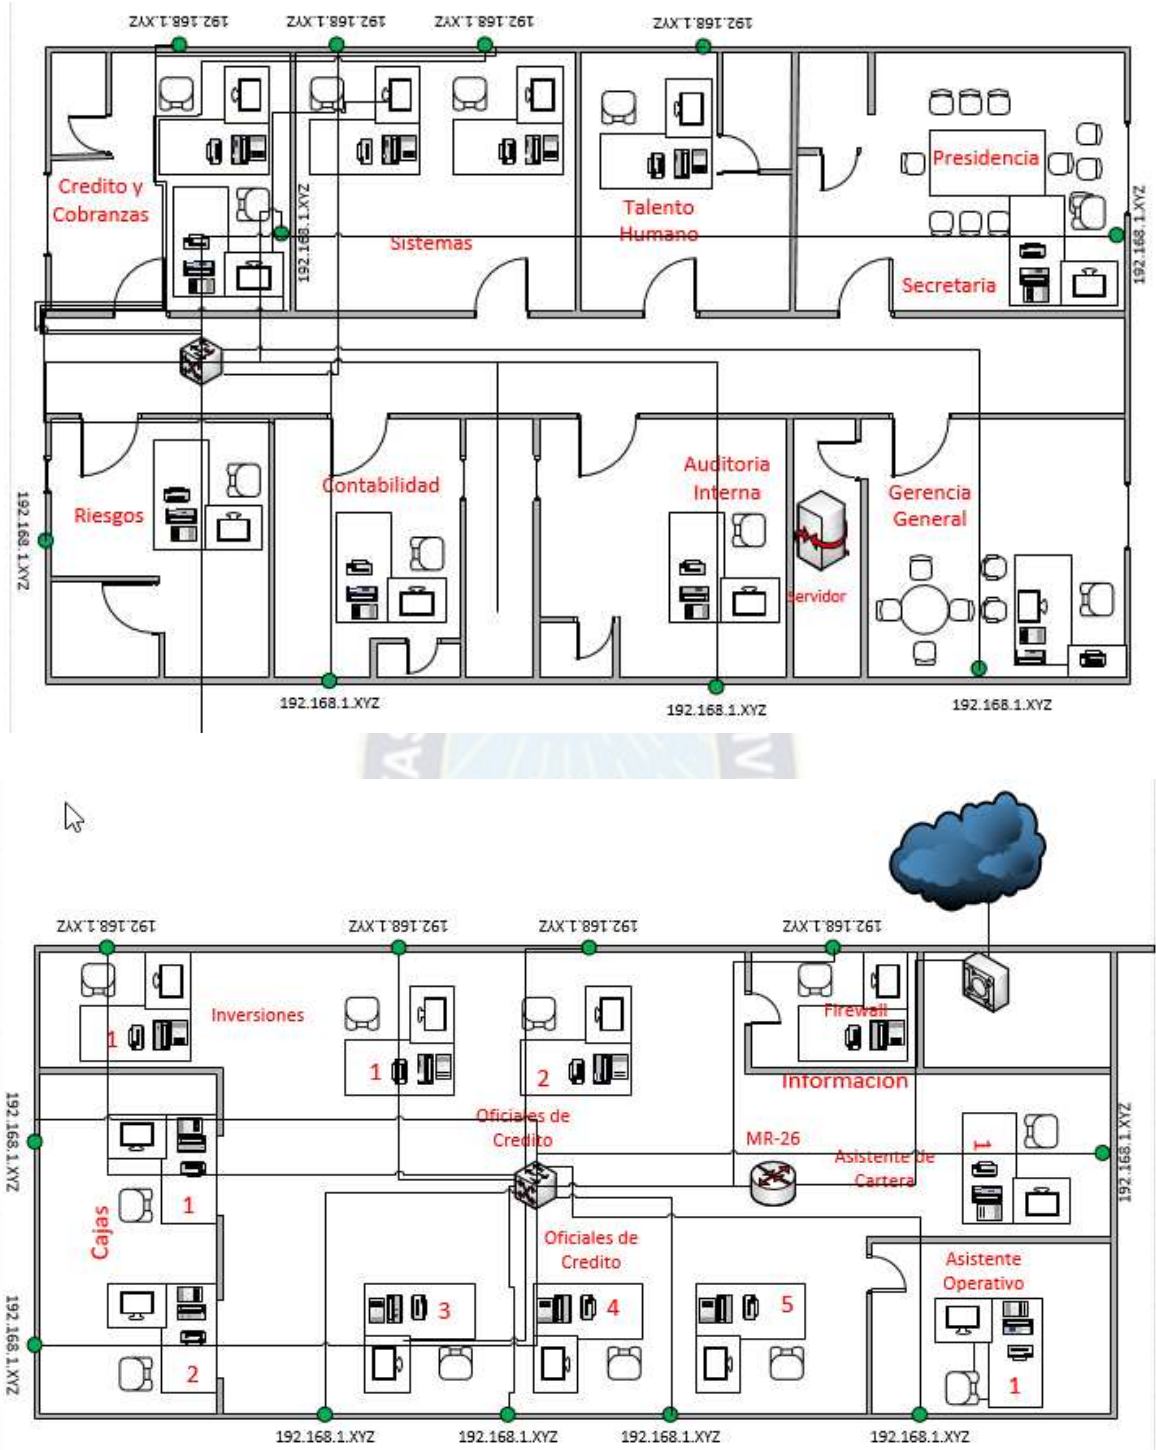 192.168.1.XYZ
192.168.1.XYZ
192.168.1.XYZ
192.168.1.XYZ
Credito y
Cobranzas
192.168.1.XYZ
Sistemas
Talento
Humano
Presidencia
Secretaria
192.168.1.XYZ
192.168.1.XYZ
Riesgos
Contabilidad
Auditoria
Interna
Servidor
Gerencia
General
192.168.1.XYZ
192.168.1.XYZ
192.168.1.XYZ
AS
192.168.1.XYZ
192.168.1.XYZ
192.168.1.XYZ
192.168.1.XYZ
1
Inversiones
1
2
Firewall
Informacion
192.168.1.XYZ
Oficiales de
Credito
MR-26
Asistente de
Cartera
1
192.168.1.XYZ
Cajas
1
Oficiales de
Credito
Asistente
Operativo
192.168.1.XYZ
2
3
4
5
1
192.168.1.XYZ
192.168.1.XYZ
192.168.1.XYZ
192.168.1.XYZ